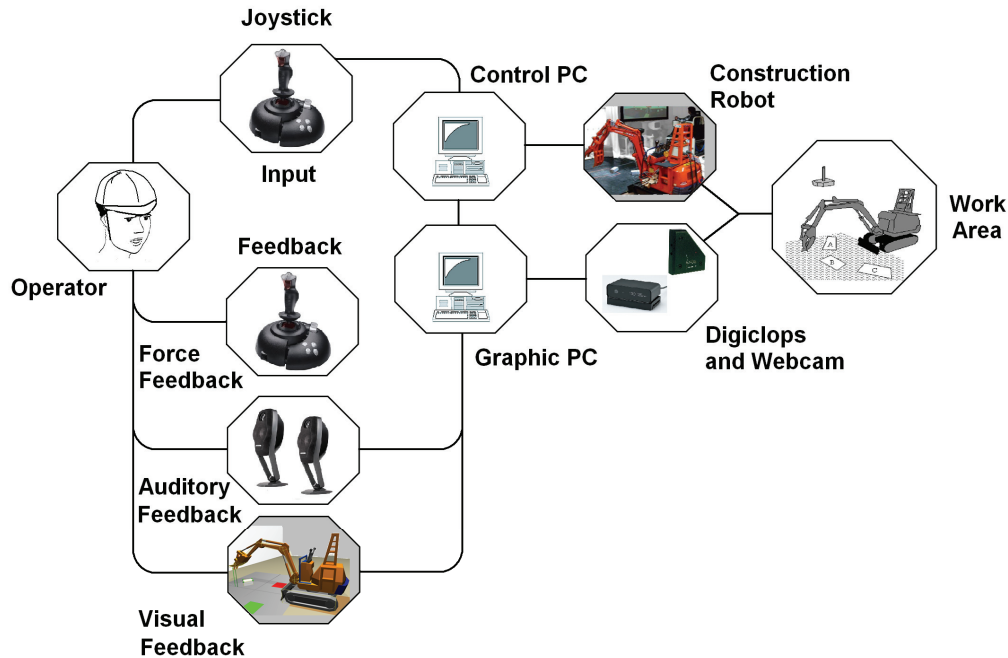 Joystick
Input
Operator
Feedback
Force
Feedback
Auditory
Feedback
Visual
Feedback
Control PC
Graphic PC
Construction
Robot
Digiclops
and Webcam
Work
Area
A
B
C